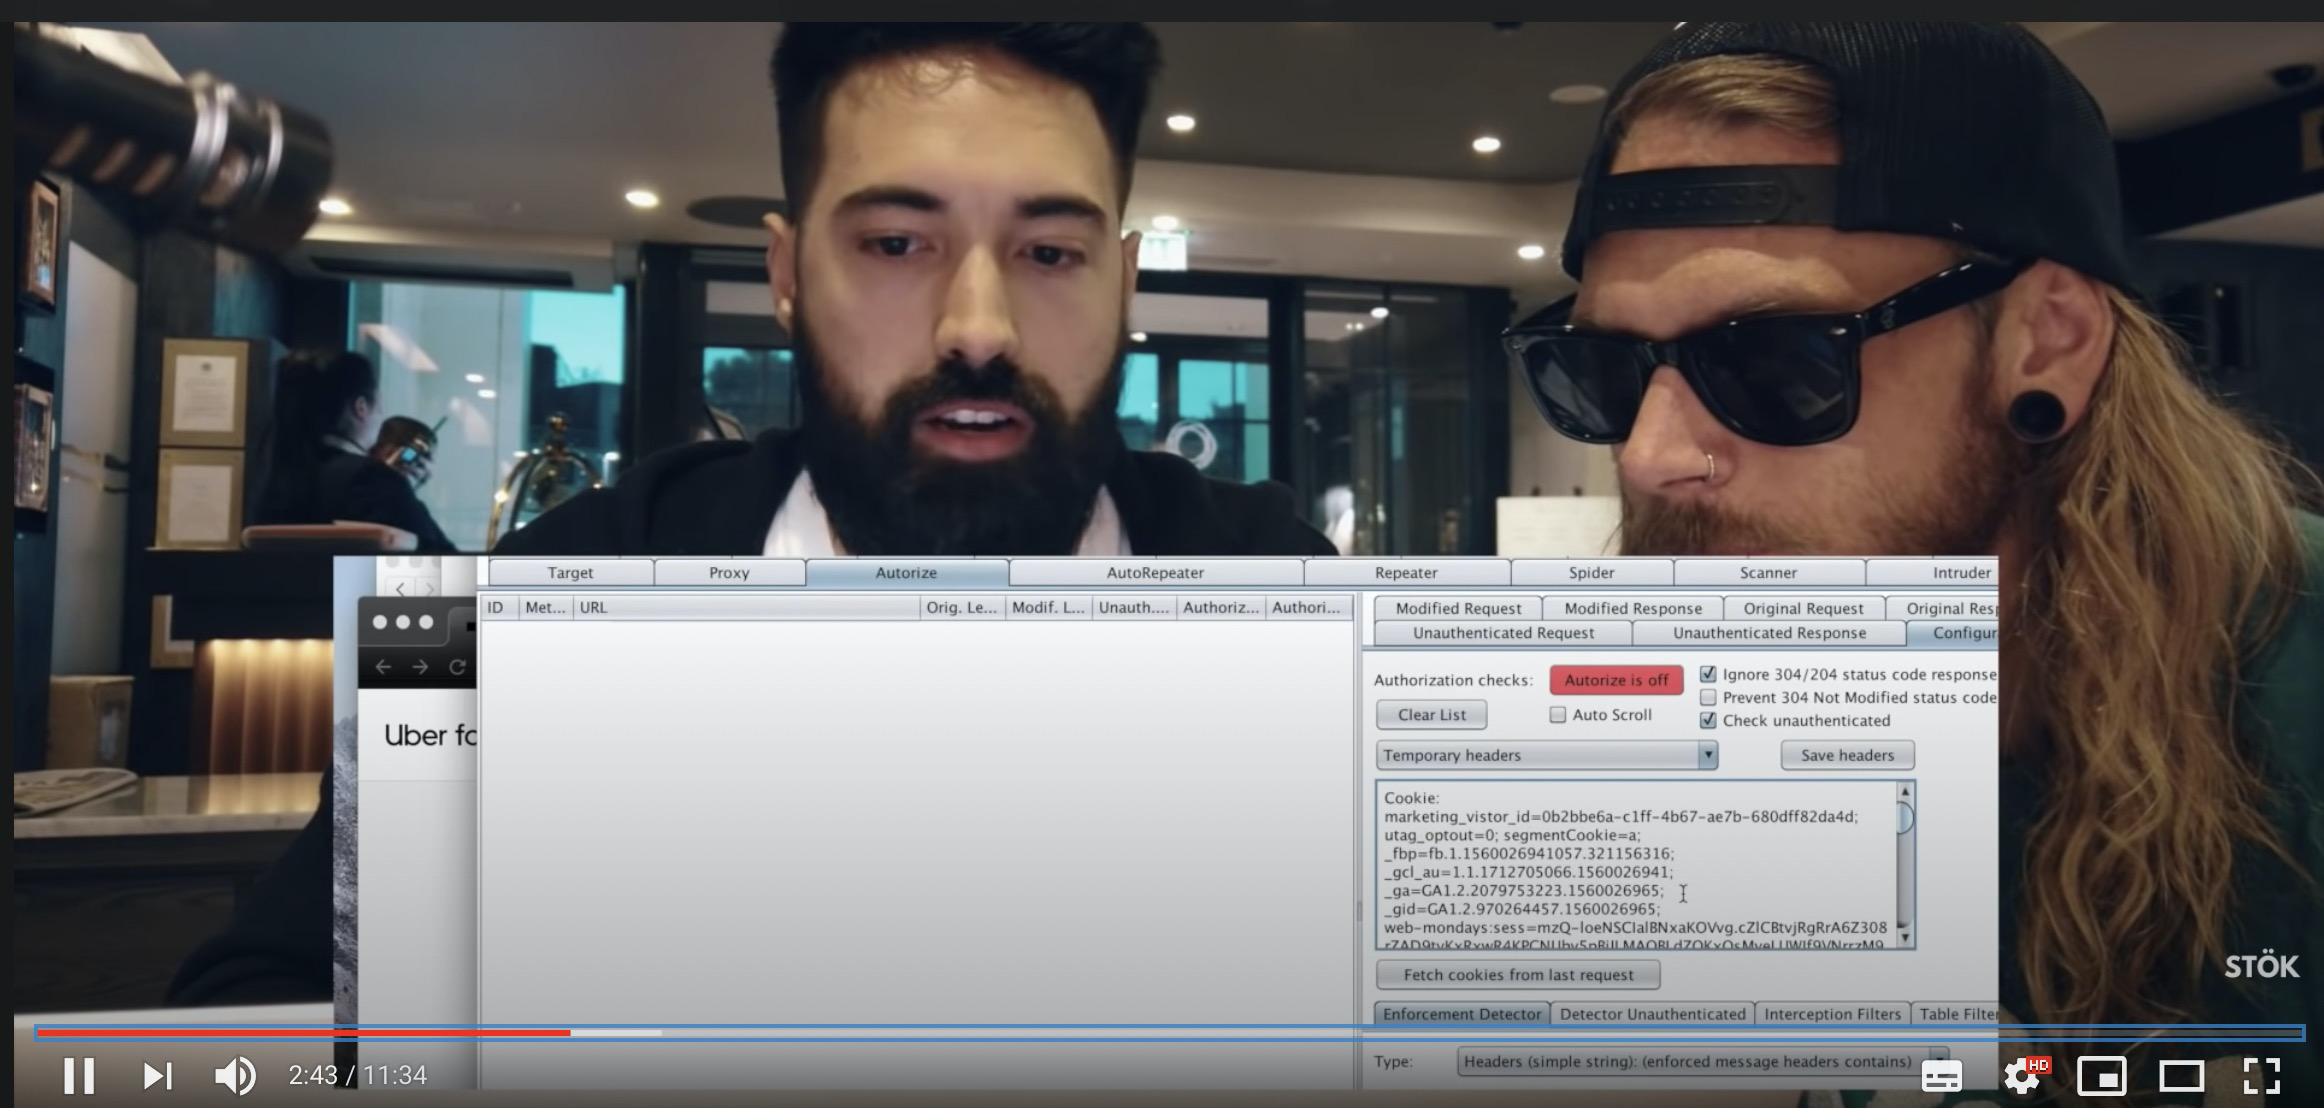 Target Proxy Autorize AutoRepeater Repeater Spider Scanner Intruder
ID Met... URL Orig. Le... Modif. L... Unauth.... Authoriz... Authori...
Modified Request Modified Response Original Request Original Resp
Unauthenticated Request Unauthenticated Response Configur
Uber fo
Authorization checks: Autorize is off
Ignore 304/204 status code response
Prevent 304 Not Modified status code
Clear List Auto Scroll Check unauthenticated
Temporary headers Save headers
Cookie:
marketing_vistor_id=0b2bbe6a-c1ff-4b67-ae7b-680dff82da4d;
utag_optout=0; segmentCookie=a;
_fbp=fb.1.1560026941057.321156316;
_gcl_au=1.1.1712705066.1560026941;
_ga=GA1.2.2079753223.1560026965;
_gid=GA1.2.970264457.1560026965;
web-mondays:sess=mzQ-loeNSCIalBNxaKOVvg.cZlCBtvjRgRrA6Z308
Fetch cookies from last request
STÖK
Enforcement Detector Detector Unauthenticated Interception Filters Table Filter
Type: Headers (simple string): (enforced message headers contains)
2:43 / 11:34
HD